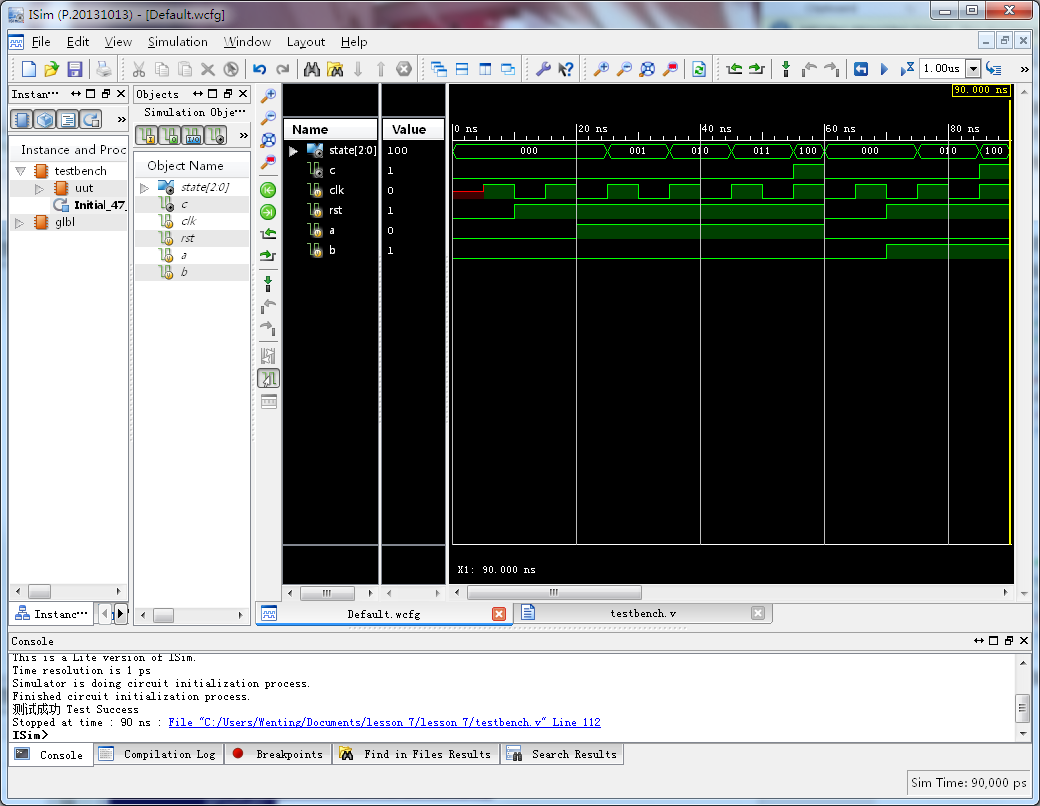 ISim (P.20131013) - [Default.wcfg]
File Edit View Simulation Window Layout Help
1.00us
»
Instan···
Objects
Simulation Obje···
»
»
Instance and Proc
testbench
uut
Initial_47_
glbl
Object Name
state[2:0]
c
clk
rst
a
b
90.000 ns
Name Value
0 ns 20 ns 40 ns 60 ns 80 ns
state[2:0] 100 000 001 010 011 100 000 010 100
c 1
clk 0
rst 1
a 0
b 1
X1: 90.000 ns
Instanc···
Default.wcfg
testbench.v
Console
This is a Lite version of ISim.
Time resolution is 1 ps
Simulator is doing circuit initialization process.
Finished circuit initialization process.
测试成功 Test Success
Stopped at time : 90 ns : File "C:/Users/Wenting/Documents/lesson 7/lesson 7/testbench.v" Line 112
ISim>
Console Compilation Log Breakpoints Find in Files Results Search Results
Sim Time: 90,000 ps